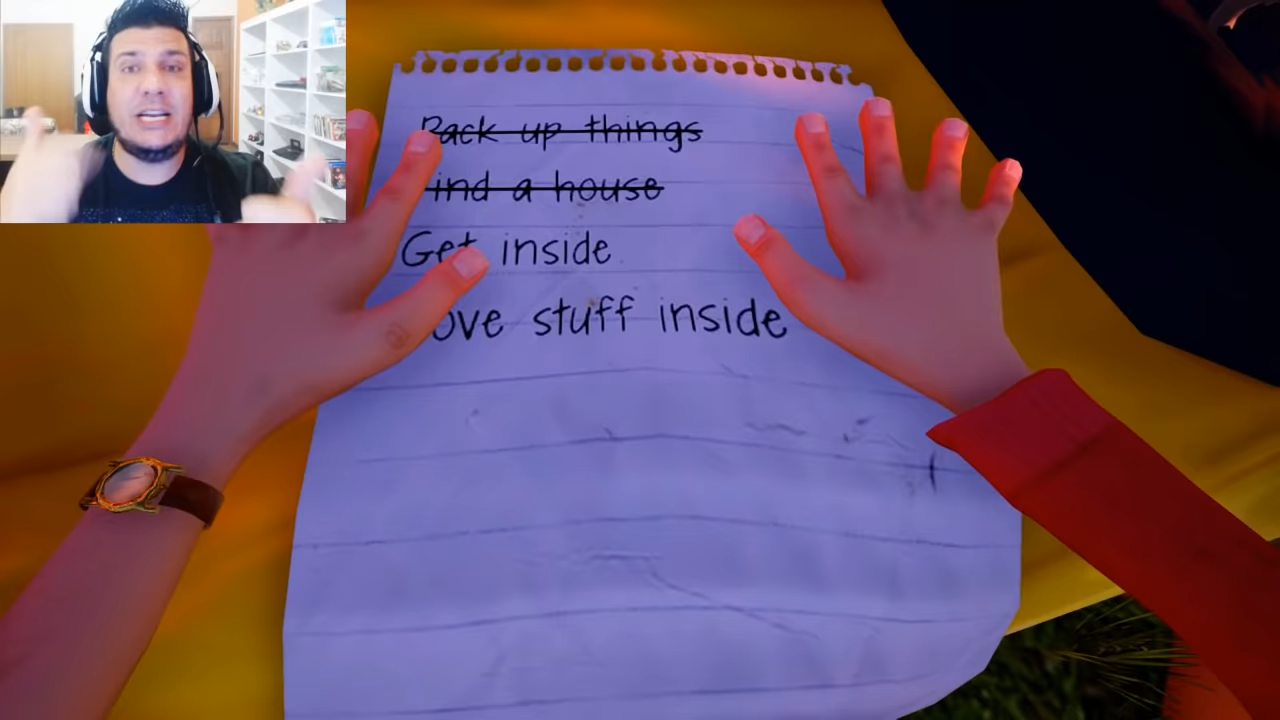 Pack up things
ind a house
Get inside
ove stuff inside